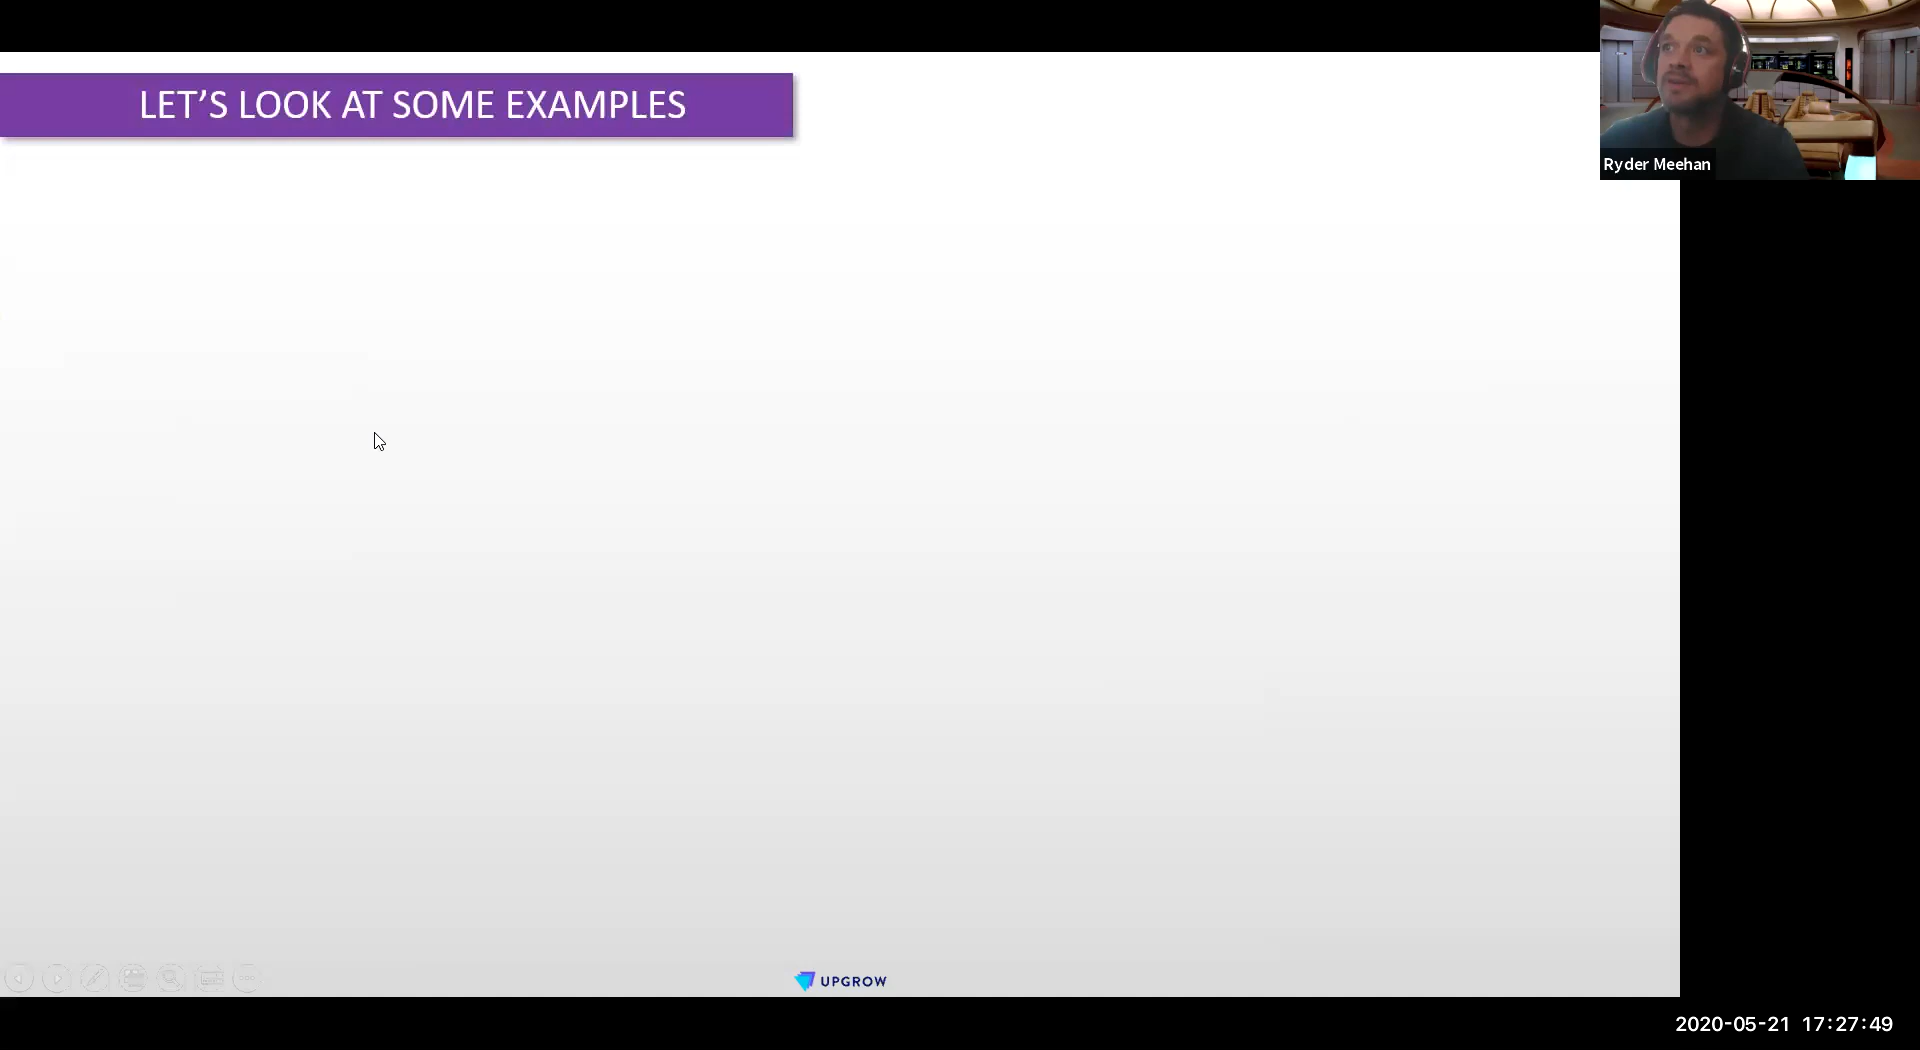 LET’S LOOK AT SOME EXAMPLES
Ryder Meehan
UPGROW
2020-05-21 17:27:49